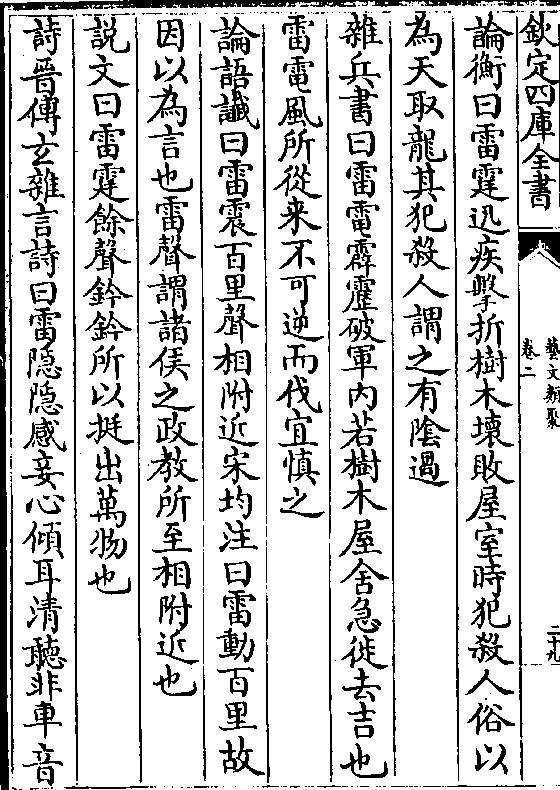 欽定四庫全書
藝文類聚
卷二
二十九
論衡曰雷霆迅疾擊折樹木壞敗屋室時犯殺人俗以
為天取龍其犯殺人謂之有陰過
雜兵書曰雷電霹靂破軍內若樹木屋舍急徙去吉也
雷電風所從来不可逆而伐宜慎之
論語讖曰雷震百里聲相附近宋均注曰雷動百里故
因以為言也雷聲謂諸侯之政教所至相附近也
説文曰雷霆餘聲鈴鈴所以挺出萬物也
詩晉傅玄雜言詩曰雷隠隠感妾心傾耳清聽非車音